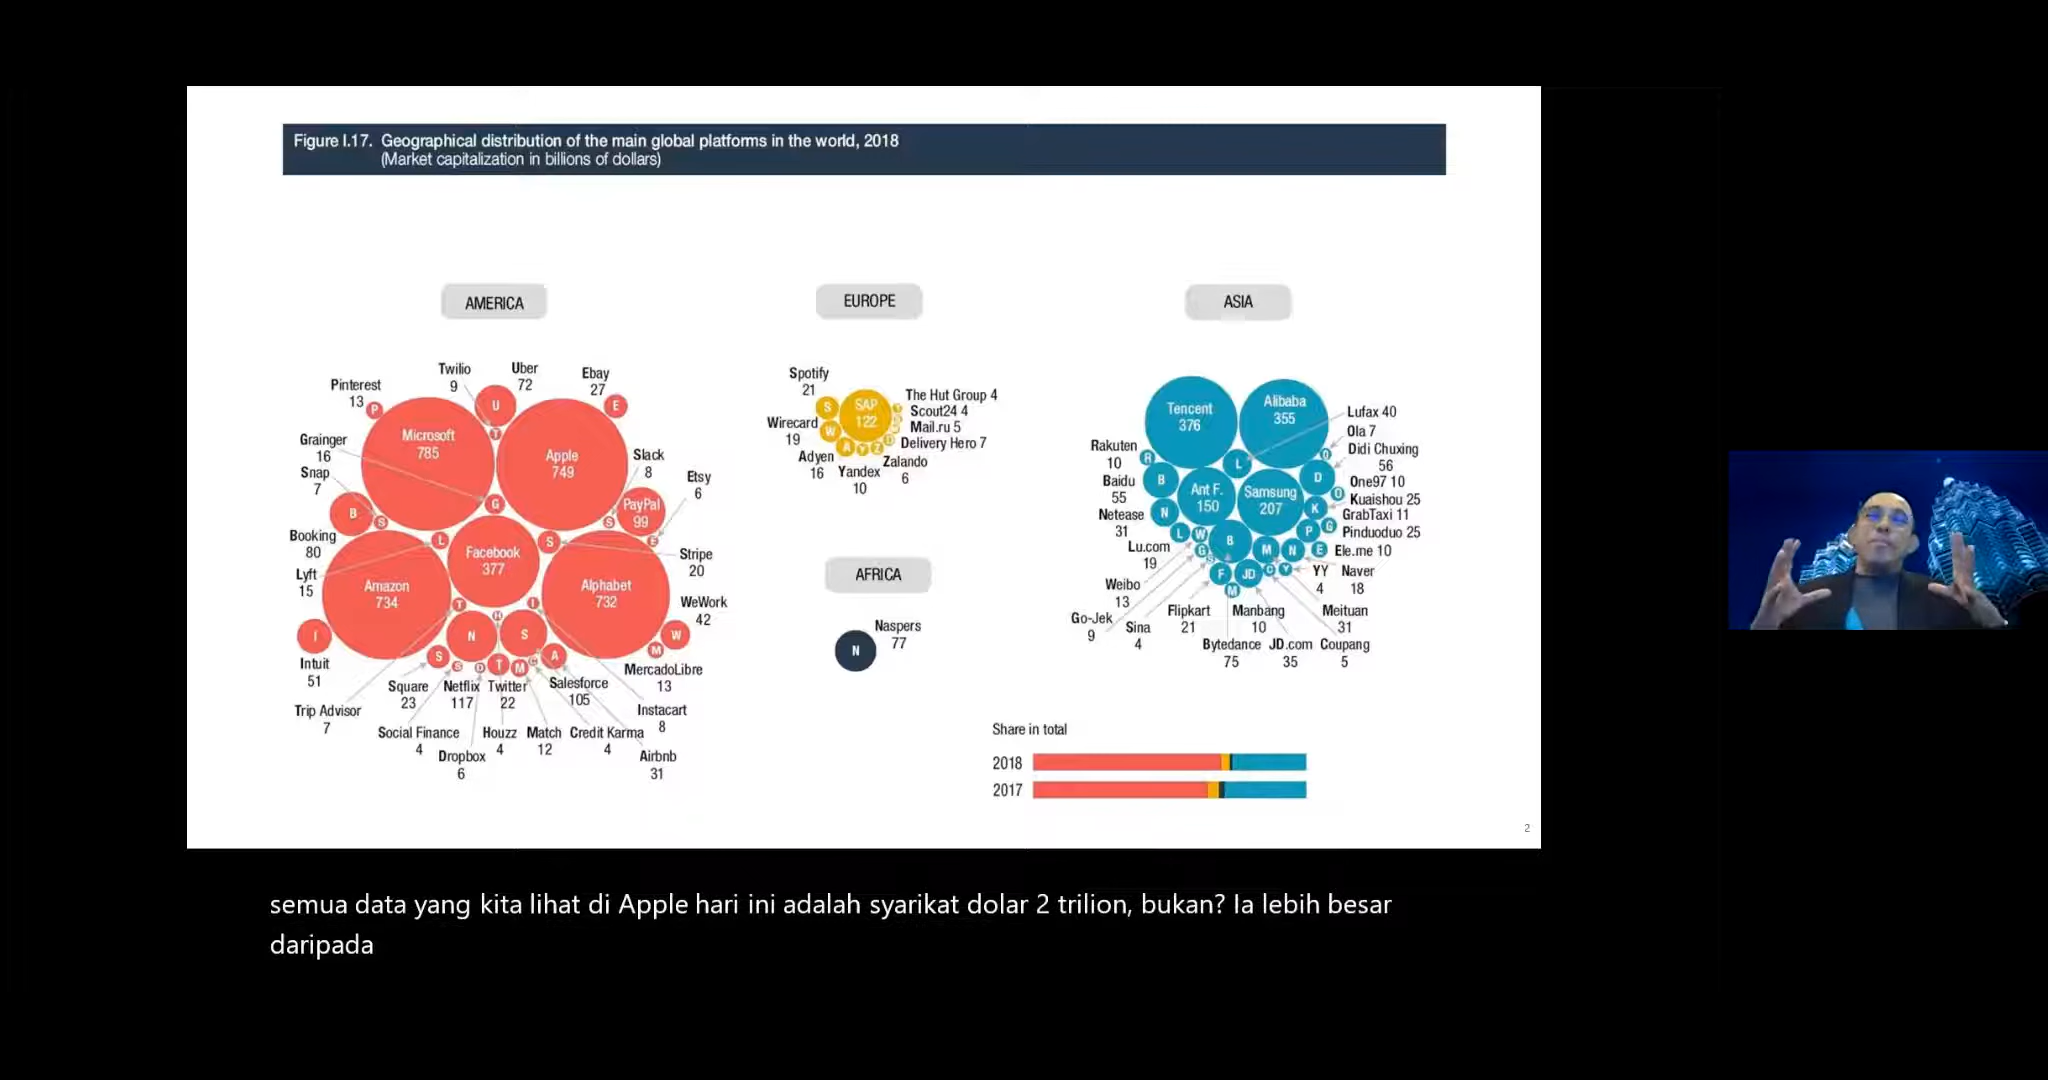 Figure I.17. Geographical distribution of the main global platforms in the world, 2018
(Market capitalization in billions of dollars)
AMERICA
Twilio
9
Uber
72
Ebay
27
Pinterest
13
P
U
E
T
Microsoft
785
Apple
749
Grainger
16
Snap
7
Slack
8
Etsy
6
G
PayPal
99
B
S
S
E
Booking
80
L
Facebook
377
S
Stripe
20
Lyft
15
Amazon
734
Alphabet
732
WeWork
42
T
H
I
I
N
S
W
M
S
S
D
T
M
C
A
Intuit
51
MercadoLibre
13
Square
23
Netflix
117
Twitter
22
Salesforce
105
Trip Advisor
7
Instacart
8
Social Finance
4
Houzz
4
Match
12
Credit Karma
4
Dropbox
6
Airbnb
31
EUROPE
Spotify
21
SAP
122
The Hut Group 4
Scout24 4
Mail.ru 5
Delivery Hero 7
S
W
A
Y
Z
D
Wirecard
19
Adyen
16
Yandex
10
Zalando
6
AFRICA
Naspers
77
N
ASIA
Tencent
376
Alibaba
355
Lufax 40
Ola 7
Didi Chuxing
56
One97 10
Kuaishou 25
GrabTaxi 11
Pinduoduo 25
Ele.me 10
Rakuten
10
R
Baidu
55
B
L
O
D
O
Ant F.
150
Samsung
207
K
Netease
31
N
G
P
L
W
B
G
M
N
E
Lu.com
19
S
F
JD
C
Y
M
YY
4
Naver
18
Weibo
13
Go-Jek
9
Sina
4
Flipkart
21
Manbang
10
Meituan
31
Bytedance
75
JD.com
35
Coupang
5
Share in total
2018
2017
2
semua data yang kita lihat di Apple hari ini adalah syarikat dolar 2 trilion, bukan? Ia lebih besar
daripada